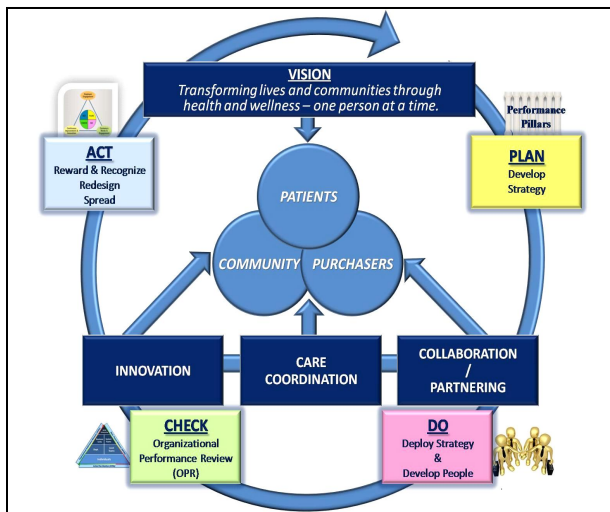 VISION
Transforming lives and communities through
health and wellness – one person at a time.
Performance
Pillars
ACT
Reward & Recognize
Redesign
Spread
PLAN
Develop
Strategy
PATIENTS
COMMUNITY
PURCHASERS
INNOVATION
CARE
COORDINATION
COLLABORATION
/
PARTNERING
CHECK
Organizational
Performance Review
(OPR)
DO
Deploy Strategy
&
Develop People